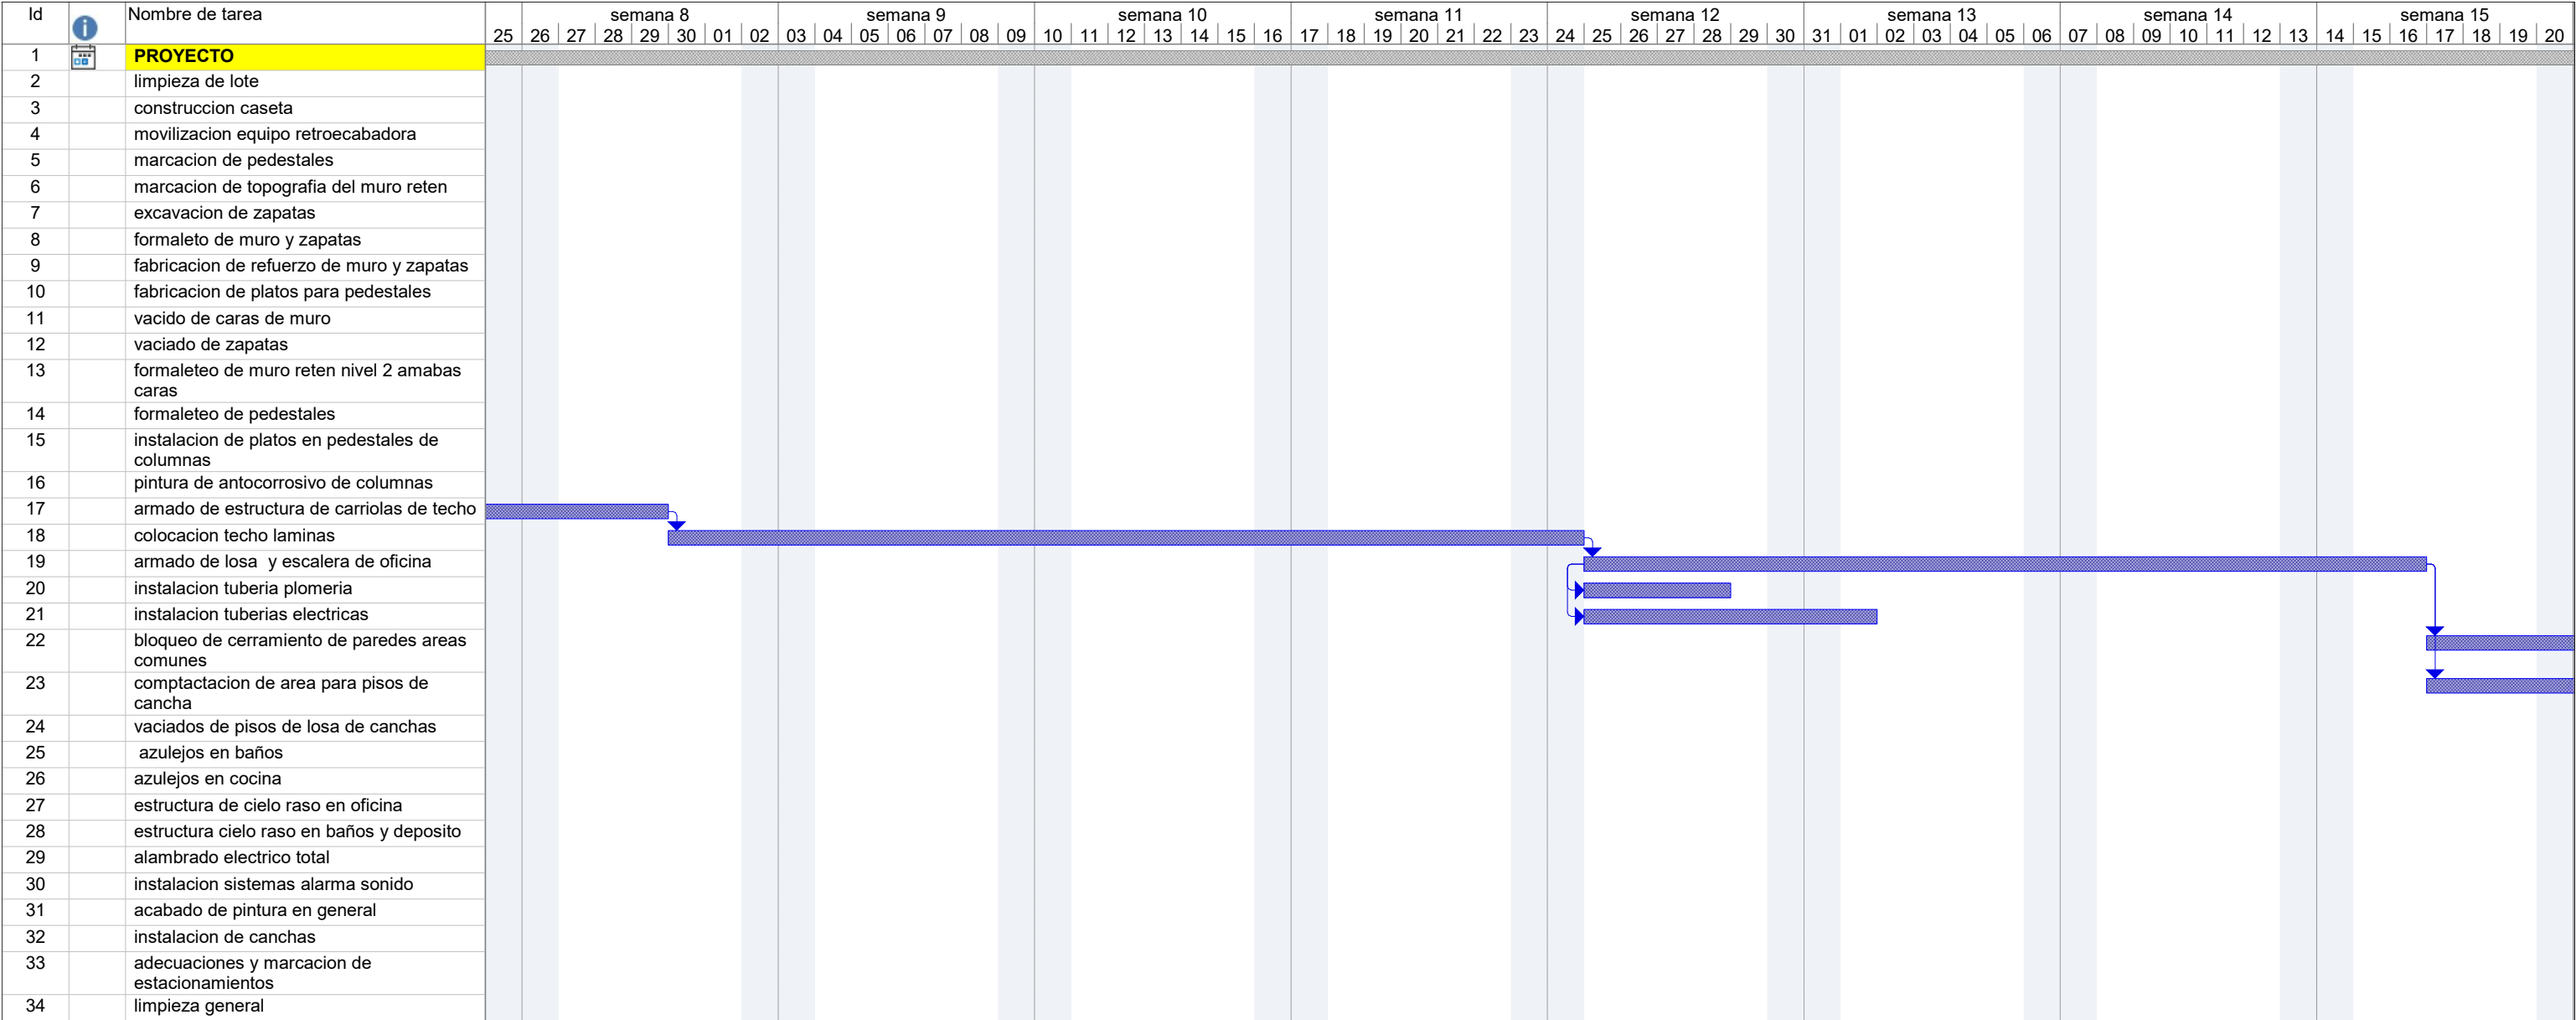 Id Nombre de tarea semana 8 semana 9 semana 10 semana 11 semana 12 semana 13 semana 14 semana 15
25 26 27 28 29 30 01 02 03 04 05 06 07 08 09 10 11 12 13 14 15 16 17 18 19 20 21 22 23 24 25 26 27 28 29 30 31 01 02 03 04 05 06 07 08 09 10 11 12 13 14 15 16 17 18 19 20
1 PROYECTO
2 limpieza de lote
3 construccion caseta
4 movilizacion equipo retroecabadora
5 marcacion de pedestales
6 marcacion de topografia del muro reten
7 excavacion de zapatas
8 formaleto de muro y zapatas
9 fabricacion de refuerzo de muro y zapatas
10 fabricacion de platos para pedestales
11 vacido de caras de muro
12 vaciado de zapatas
13 formaleteo de muro reten nivel 2 amabas
caras
14 formaleteo de pedestales
15 instalacion de platos en pedestales de
columnas
16 pintura de antocorrosivo de columnas
17 armado de estructura de carriolas de techo
18 colocacion techo laminas
19 armado de losa y escalera de oficina
20 instalacion tuberia plomeria
21 instalacion tuberias electricas
22 bloqueo de cerramiento de paredes areas
comunes
23 comptactacion de area para pisos de
cancha
24 vaciados de pisos de losa de canchas
25 azulejos en baños
26 azulejos en cocina
27 estructura de cielo raso en oficina
28 estructura cielo raso en baños y deposito
29 alambrado electrico total
30 instalacion sistemas alarma sonido
31 acabado de pintura en general
32 instalacion de canchas
33 adecuaciones y marcacion de
estacionamientos
34 limpieza general